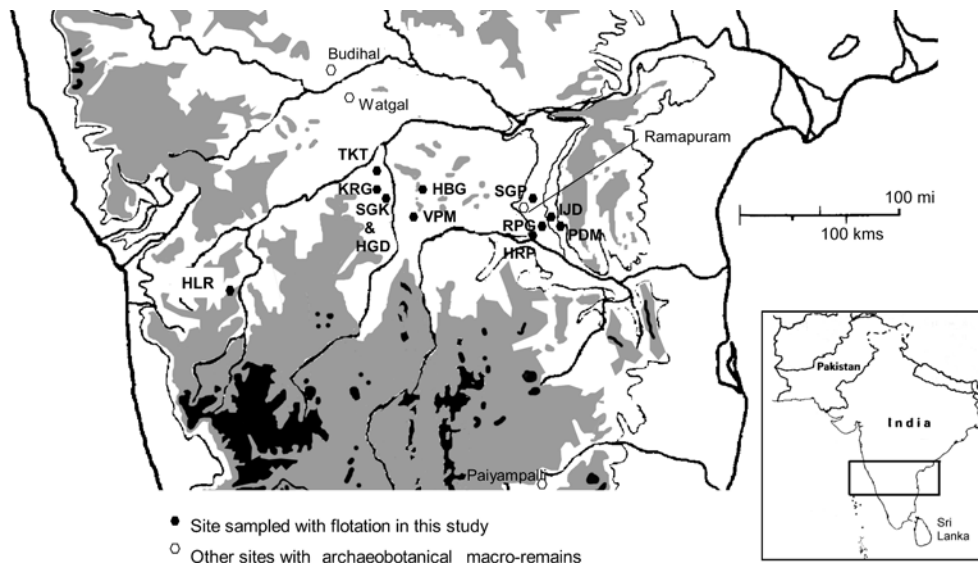 Budihal
Watgal
Ramapuram
TKT
KRG
HBG
SGP
SGK
&
HGD
VPM
IJD
RPG
PDM
HRP
HLR
100 mi
100 kms
Paiyampalli
Pakistan
India
Sri
Lanka
Site sampled with flotation in this study
Other sites with archaeobotanical macro-remains